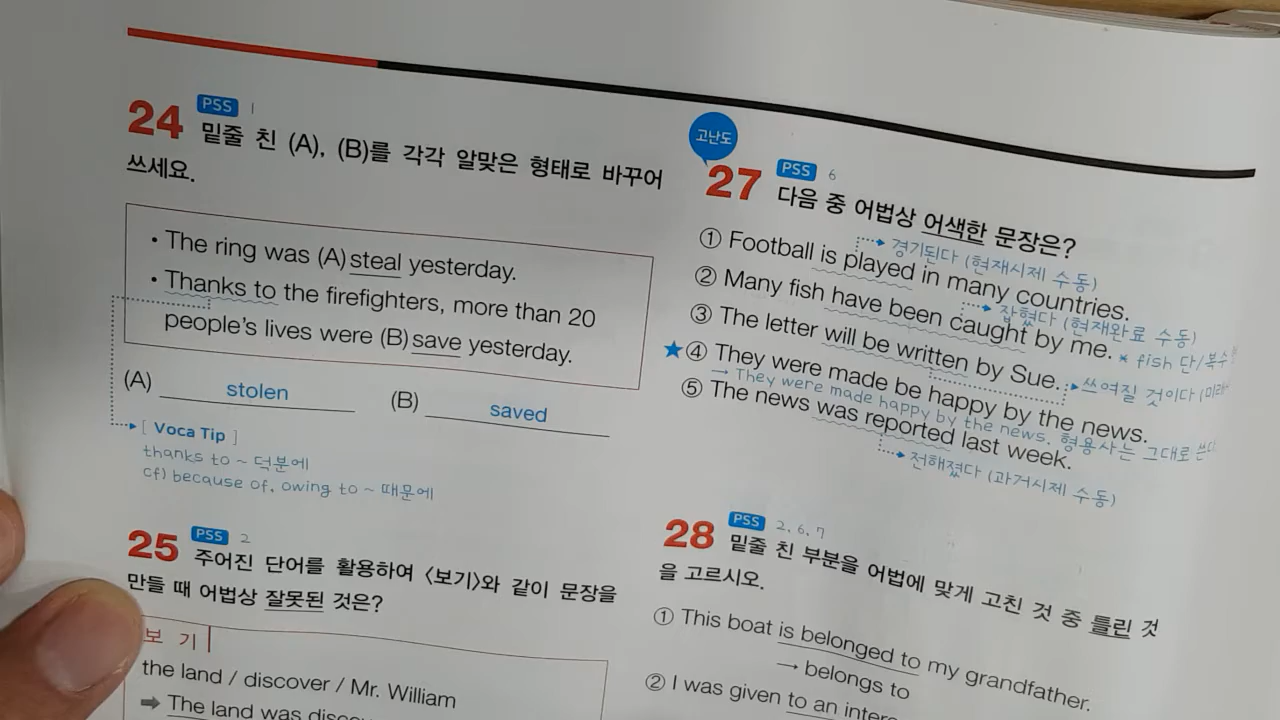 24 PSS 1
밑줄 친 (A), (B)를 각각 알맞은 형태로 바꾸어
쓰세요.
• The ring was (A) steal yesterday.
• Thanks to the firefighters, more than 20
people's lives were (B) save yesterday.
(A) stolen (B) saved
[ Voca Tip ]
thanks to ~ 덕분에
cf) because of, owing to ~ 때문에
25 PSS 2
주어진 단어를 활용하여 〈보기〉와 같이 문장을
만들 때 어법상 잘못된 것은?
보 기
the land / discover / Mr. William
➡ The land was
고난도
27 PSS 6
다음 중 어법상 어색한 문장은?
→ 경기된다 (현재시제 수동)
① Football is played in many countries.
→ 잡혔다 (현재완료 수동)
② Many fish have been caught by me. * fish 단/복수
③ The letter will be written by Sue. → 쓰여질 것이다
★ ④ They were made be happy by the news.
→ They were made happy by the news. 형용사는 그대로
⑤ The news was reported last week.
→ 전해졌다 (과거시제 수동)
28 PSS 2, 6, 7
밑줄 친 부분을 어법에 맞게 고친 것 중 틀린 것
을 고르시오.
① This boat is belonged to my grandfather.
→ belongs to
② I was given to an